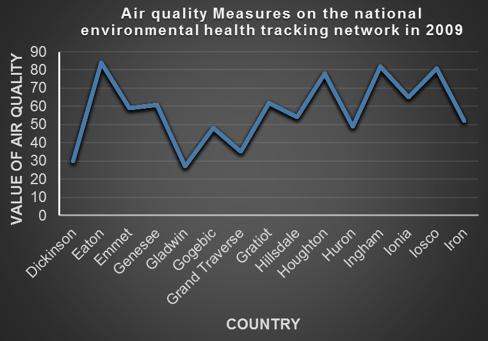 Air quality Measures on the national
environmental health tracking network in 2009
VALUE OF AIR QUALITY
90
80
70
60
50
40
30
20
10
0
Dickinson
Eaton
Emmet
Genesee
Gladwin
Gogebic
Grand Traverse
Gratiot
Hillsdale
Houghton
Huron
Ingham
Ionia
Iosco
Iron
COUNTRY